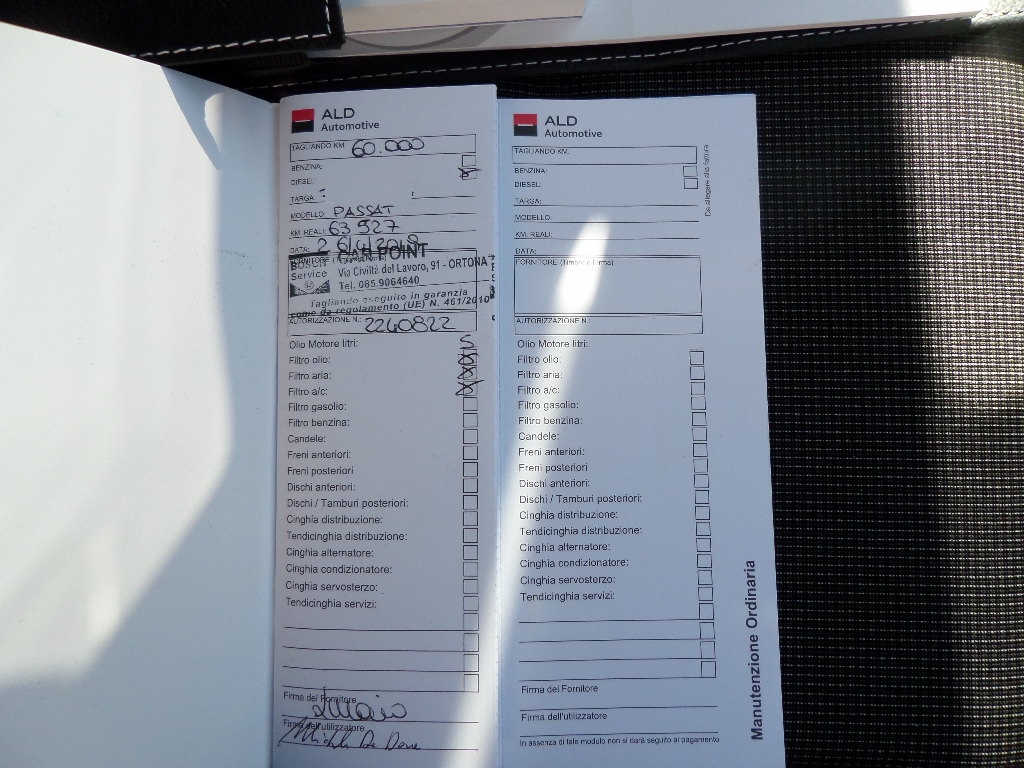 ALD
Automotive
TAGLIANDO KM. 60.000
BENZINA:
DIESEL:
TARGA:
MODELLO: PASSAT
KM. REALI: 63 527
DATA:
BOSCH CAR POINT
Service Via Civiltà del Lavoro, 91 - ORTONA
Tel. 085.9064640
Tagliando eseguito in garanzia
come da regolamento (UE) N. 461/2010
AUTORIZZAZIONE N.: 2240822
Olio Motore litri: 5
Filtro olio:
Filtro aria:
Filtro a/c:
Filtro gasolio:
Filtro benzina:
Candele:
Freni anteriori:
Freni posteriori
Dischi anteriori:
Dischi / Tamburi posteriori:
Cinghia distribuzione:
Tendicinghia distribuzione:
Cinghia alternatore:
Cinghia condizionatore:
Cinghia servosterzo:
Tendicinghia servizi:
Firma del Fornitore
Firma dell'utilizzatore
ALD
Automotive
TAGLIANDO KM.
BENZINA:
DIESEL:
TARGA:
MODELLO:
KM. REALI:
DATA:
FORNITORE (Timbro e Firma)
AUTORIZZAZIONE N.:
Olio Motore litri:
Filtro olio:
Filtro aria:
Filtro a/c:
Filtro gasolio:
Filtro benzina:
Candele:
Freni anteriori:
Freni posteriori
Dischi anteriori:
Dischi / Tamburi posteriori:
Cinghia distribuzione:
Tendicinghia distribuzione:
Cinghia alternatore:
Cinghia condizionatore:
Cinghia servosterzo:
Tendicinghia servizi:
Firma del Fornitore
Firma dell'utilizzatore
In assenza di tale modulo non si darà seguito al pagamento
Da allegare alla fattura
Manutenzione Ordinaria